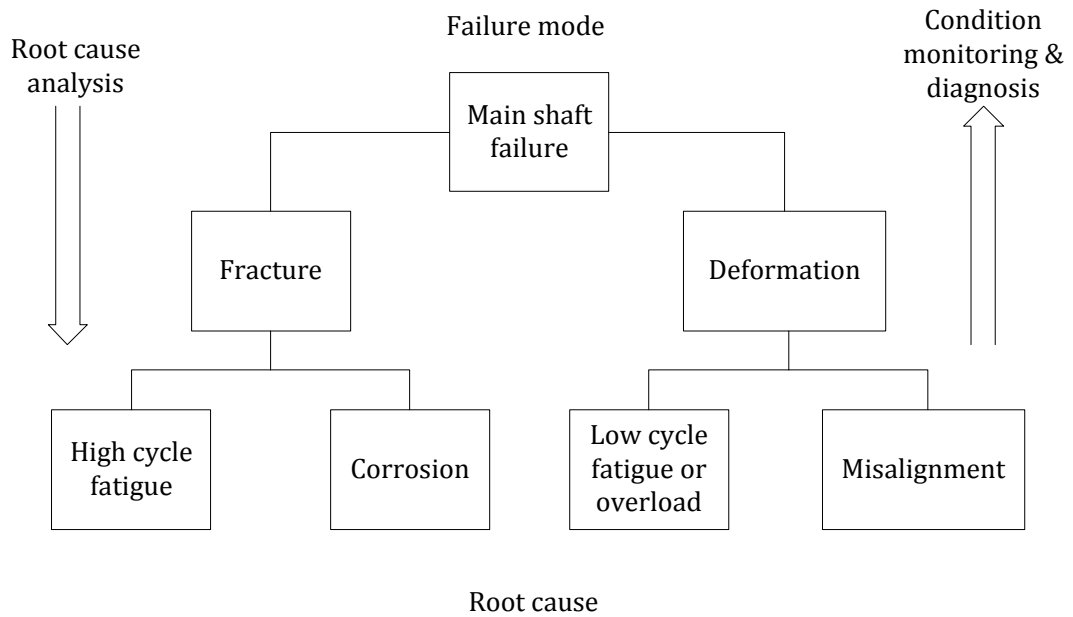 Failure mode
Root cause
analysis
Condition
monitoring &
diagnosis
Main shaft
failure
Fracture
Deformation
High cycle
fatigue
Corrosion
Low cycle
fatigue or
overload
Misalignment
Root cause